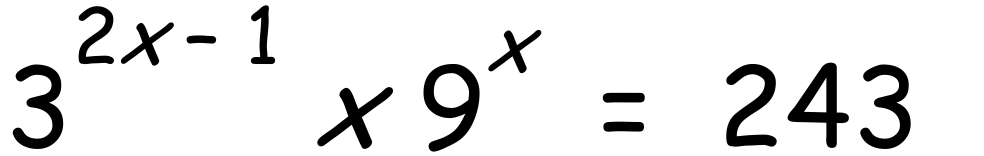 3^{2x-1} x 9^x = 243